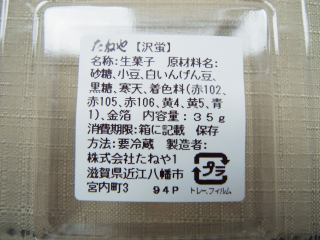 たねや【沢蛍】
名称:生菓子 原材料名:
砂糖、小豆、白いんげん豆、
黒糖、寒天、着色料(赤102、
赤105、赤106、黄4、黄5、青
1)、金箔 内容量:35g
消費期限:箱に記載 保存
方法:要冷蔵 製造者:
株式会社たねや1
滋賀県近江八幡市
宮内町3 94P
プラ
トレー、フィルム